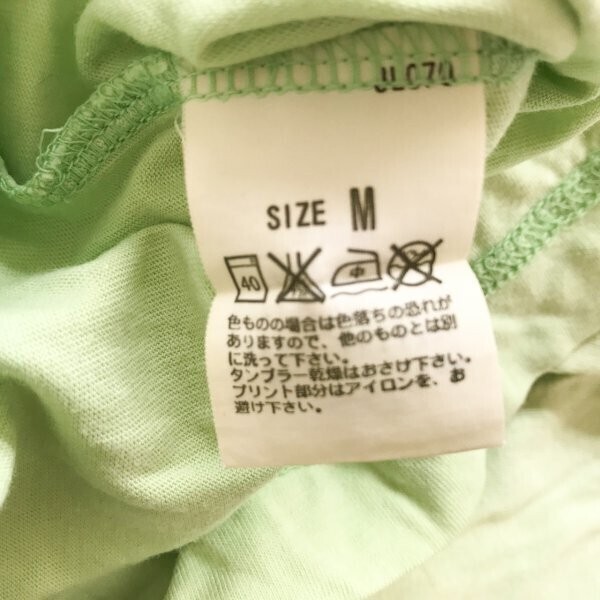 SIZE M
40 中
色ものの場合は色落ちの恐れが
ありますので、他のものとは別
に洗って下さい。
タンブラー乾燥はおさけ下さい。
プリント部分はアイロンを、お
避け下さい。